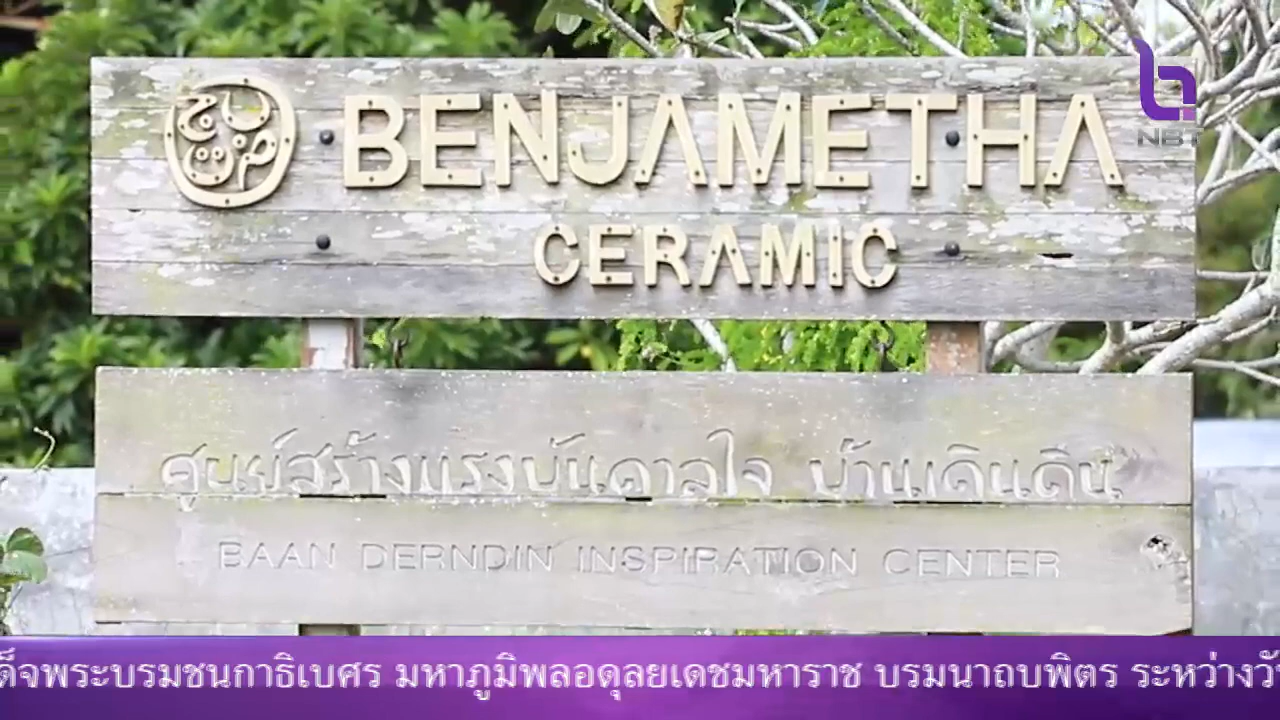 BENJAMETHA
NBT
CERAMIC
ศูนย์สร้างแรงบันดาลใจ บ้านเดินดิน
BAAN DERNDIN INSPIRATION CENTER
ด็จพระบรมชนกาธิเบศร มหาภูมิพลอดุลยเดชมหาราช บรมนาถบพิตร ระหว่างวั